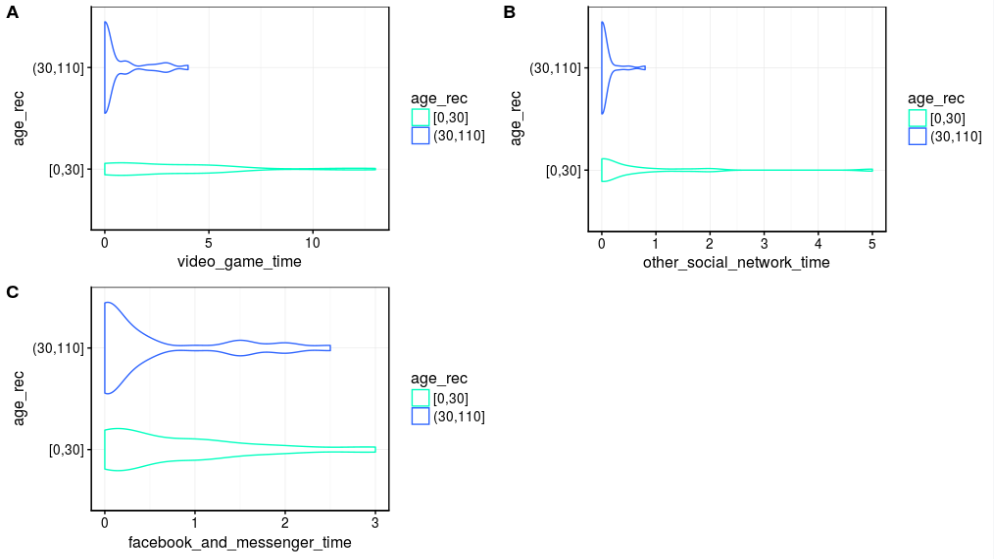 A
age_rec
(30,110]
[0,30]
0 5 10
video_game_time
age_rec
[0,30]
(30,110]
B
age_rec
(30,110]
[0,30]
0 1 2 3 4 5
other_social_network_time
age_rec
[0,30]
(30,110]
C
age_rec
(30,110]
[0,30]
0 1 2 3
facebook_and_messenger_time
age_rec
[0,30]
(30,110]